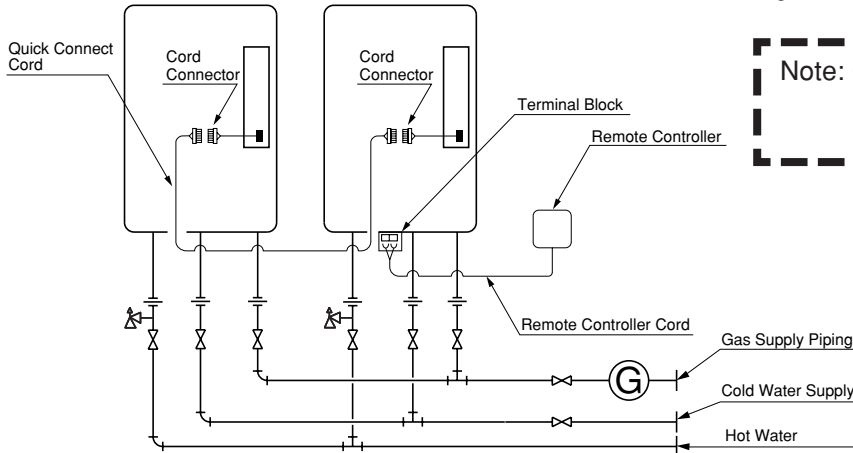 Quick Connect
Cord
Cord
Connector
Cord
Connector
Terminal Block
Remote Controller
Note:
Remote Controller Cord
Gas Supply Piping
G
Cold Water Supply
Hot Water